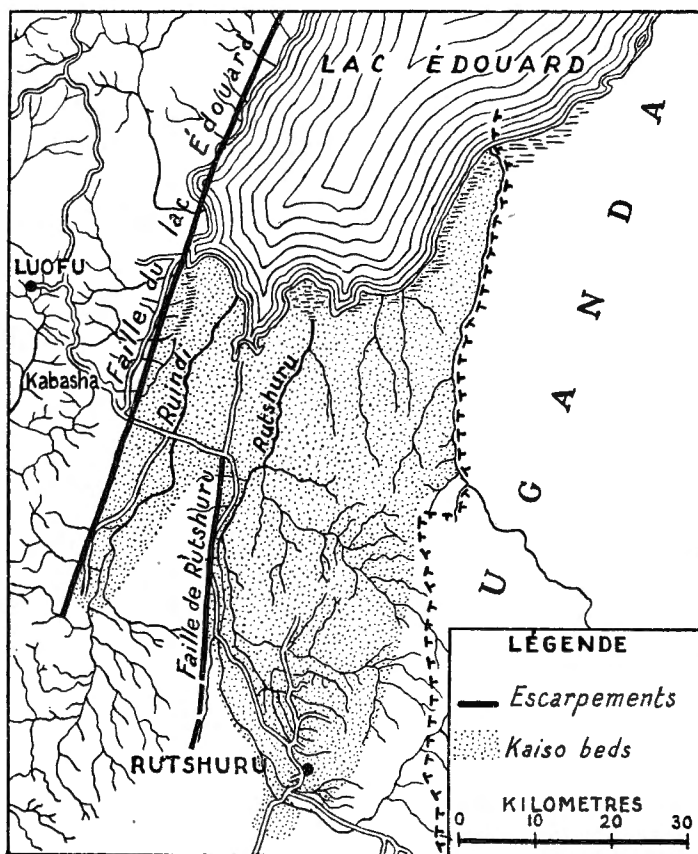 LAC ÉDOUARD
Faille du lac Édouard
LUOFU
Kabasha
Ruindi
Rutshuru
Faille de Rutshuru
RUTSHURU
UGANDA
LÉGENDE
Escarpements
Kaiso beds
KILOMETRES
0 10 20 30